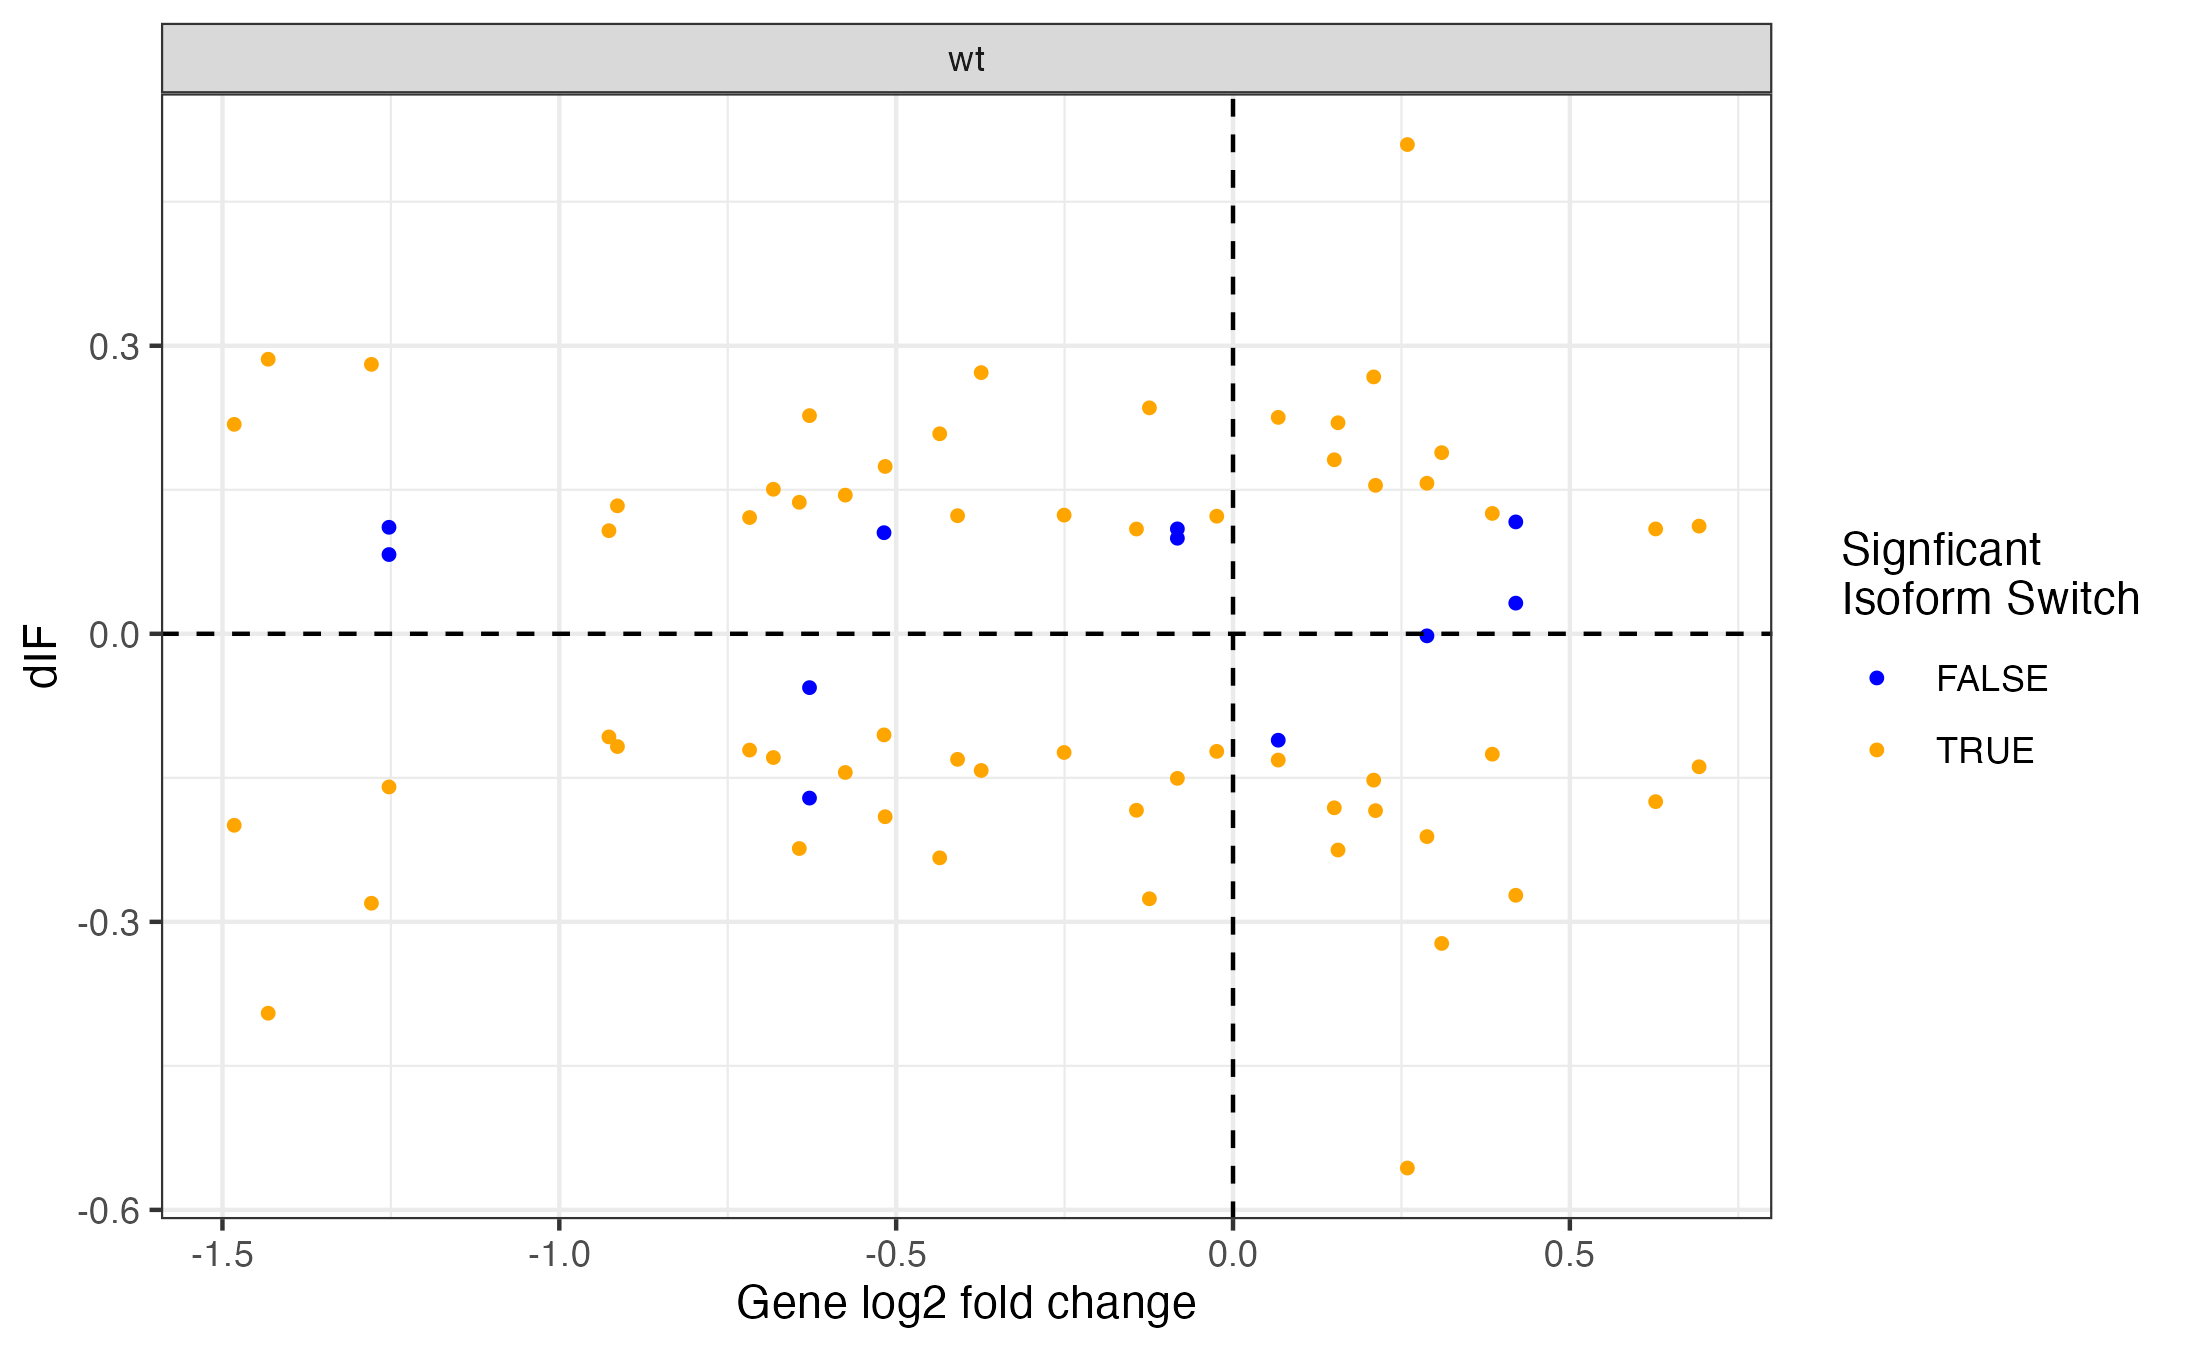 wt
0.3
0.0
-0.3
-0.6
dIF
-1.5
-1.0
-0.5
0.0
0.5
Gene log2 fold change
Signficant
Isoform Switch
FALSE
TRUE